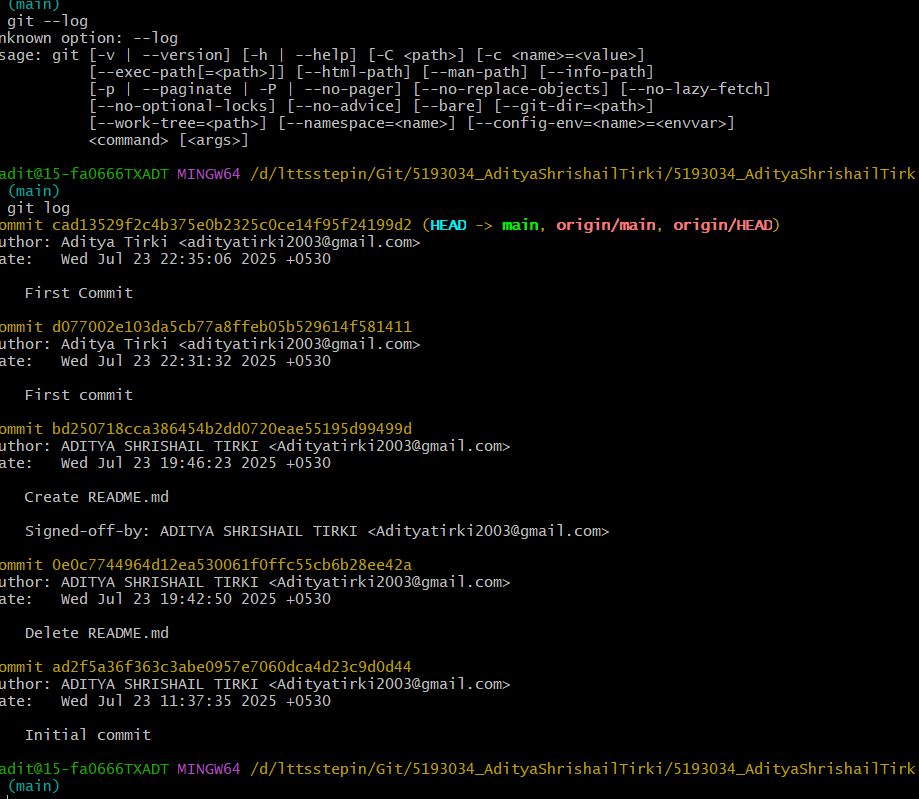 (main)
git --log
nknown option: --log
sage: git [-v | --version] [-h | --help] [-C <path>] [-c <name>=<value>]
[--exec-path[=<path>]] [--html-path] [--man-path] [--info-path]
[-p | --paginate | -P | --no-pager] [--no-replace-objects] [--no-lazy-fetch]
[--no-optional-locks] [--no-advice] [--bare] [--git-dir=<path>]
[--work-tree=<path>] [--namespace=<name>] [--config-env=<name>=<envvar>]
<command> [<args>]
adit@15-fa0666TXADT MINGW64 /d/lttsstepin/Git/5193034_AdityaShrishailTirki/5193034_AdityaShrishailTirk
(main)
git log
ommit cad13529f2c4b375e0b2325c0ce14f95f24199d2 (HEAD -> main, origin/main, origin/HEAD)
uthor: Aditya Tirki <adityatirki2003@gmail.com>
ate:   Wed Jul 23 22:35:06 2025 +0530
First Commit
ommit d077002e103da5cb77a8ffeb05b529614f581411
uthor: Aditya Tirki <adityatirki2003@gmail.com>
ate:   Wed Jul 23 22:31:32 2025 +0530
First commit
ommit bd250718cca386454b2dd0720eae55195d99499d
uthor: ADITYA SHRISHAIL TIRKI <Adityatirki2003@gmail.com>
ate:   Wed Jul 23 19:46:23 2025 +0530
Create README.md
Signed-off-by: ADITYA SHRISHAIL TIRKI <Adityatirki2003@gmail.com>
ommit 0e0c7744964d12ea530061f0ffc55cb6b28ee42a
uthor: ADITYA SHRISHAIL TIRKI <Adityatirki2003@gmail.com>
ate:   Wed Jul 23 19:42:50 2025 +0530
Delete README.md
ommit ad2f5a36f363c3abe0957e7060dca4d23c9d0d44
uthor: ADITYA SHRISHAIL TIRKI <Adityatirki2003@gmail.com>
ate:   Wed Jul 23 11:37:35 2025 +0530
Initial commit
adit@15-fa0666TXADT MINGW64 /d/lttsstepin/Git/5193034_AdityaShrishailTirki/5193034_AdityaShrishailTirk
(main)